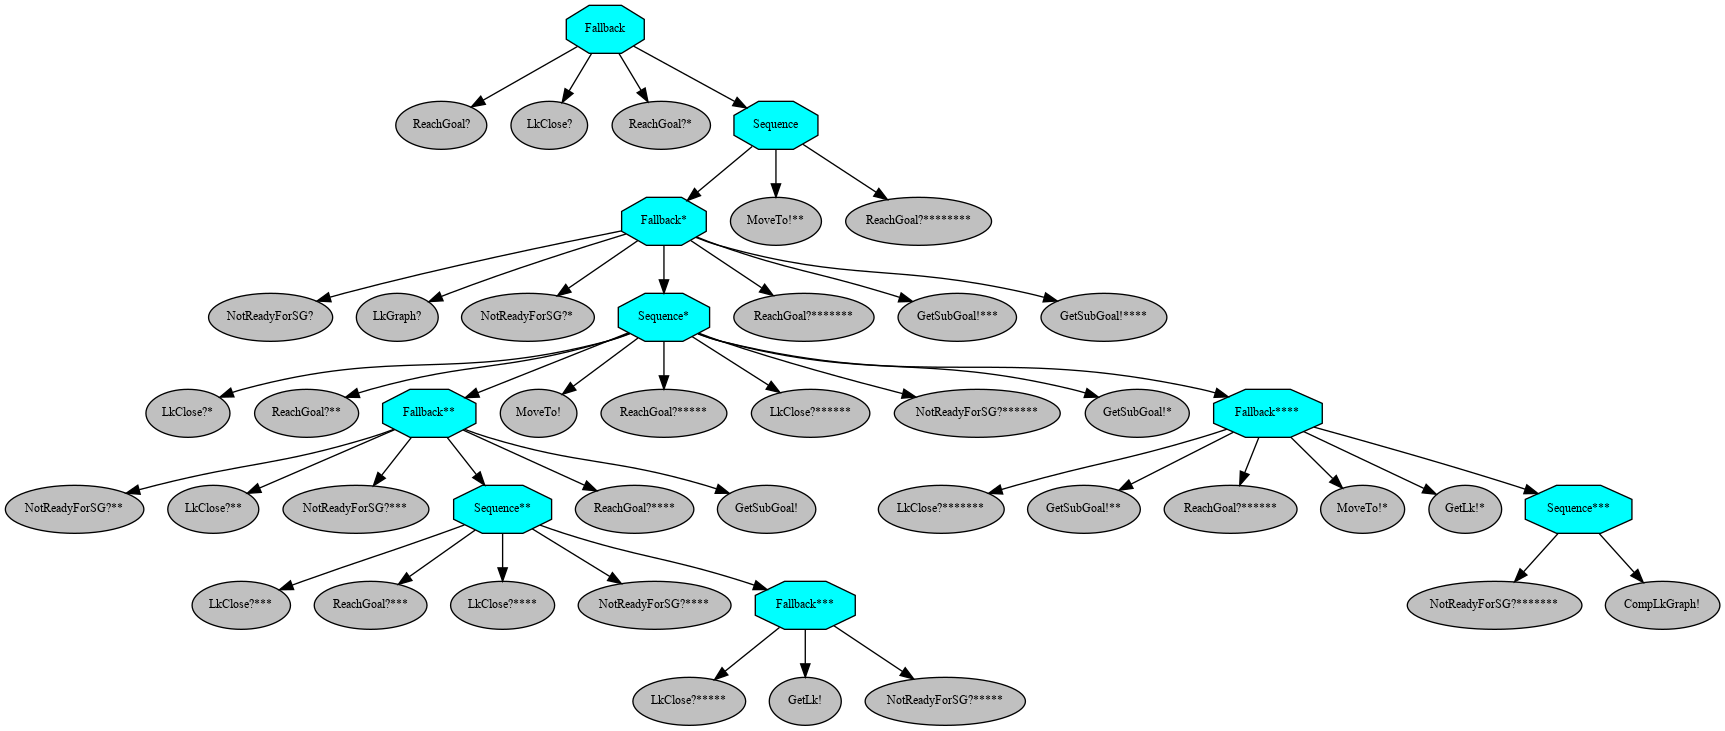 Fallback
ReachGoal?
LkClose?
ReachGoal?*
Sequence
Fallback*
MoveTo!**
ReachGoal?********
NotReadyForSG?
LkGraph?
NotReadyForSG?*
Sequence*
ReachGoal?*******
GetSubGoal!***
GetSubGoal!****
LkClose?*
ReachGoal?**
Fallback**
MoveTo!
ReachGoal?*****
LkClose?******
NotReadyForSG?******
GetSubGoal!*
Fallback****
NotReadyForSG?**
LkClose?**
NotReadyForSG?***
Sequence**
ReachGoal?****
GetSubGoal!
LkClose?*******
GetSubGoal!**
ReachGoal?******
MoveTo!*
GetLk!*
Sequence***
LkClose?***
ReachGoal?***
LkClose?****
NotReadyForSG?****
Fallback***
NotReadyForSG?*******
CompLkGraph!
LkClose?*****
GetLk!
NotReadyForSG?*****